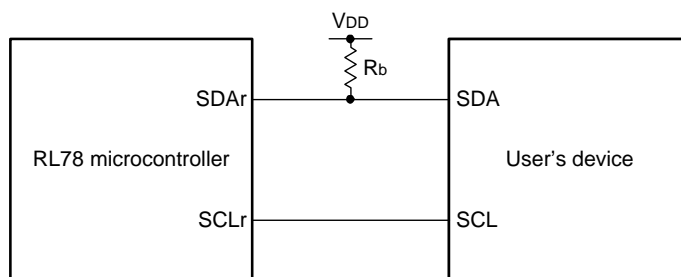 VDD
Rb
SDAr
SDA
RL78 microcontroller
User's device
SCLr
SCL